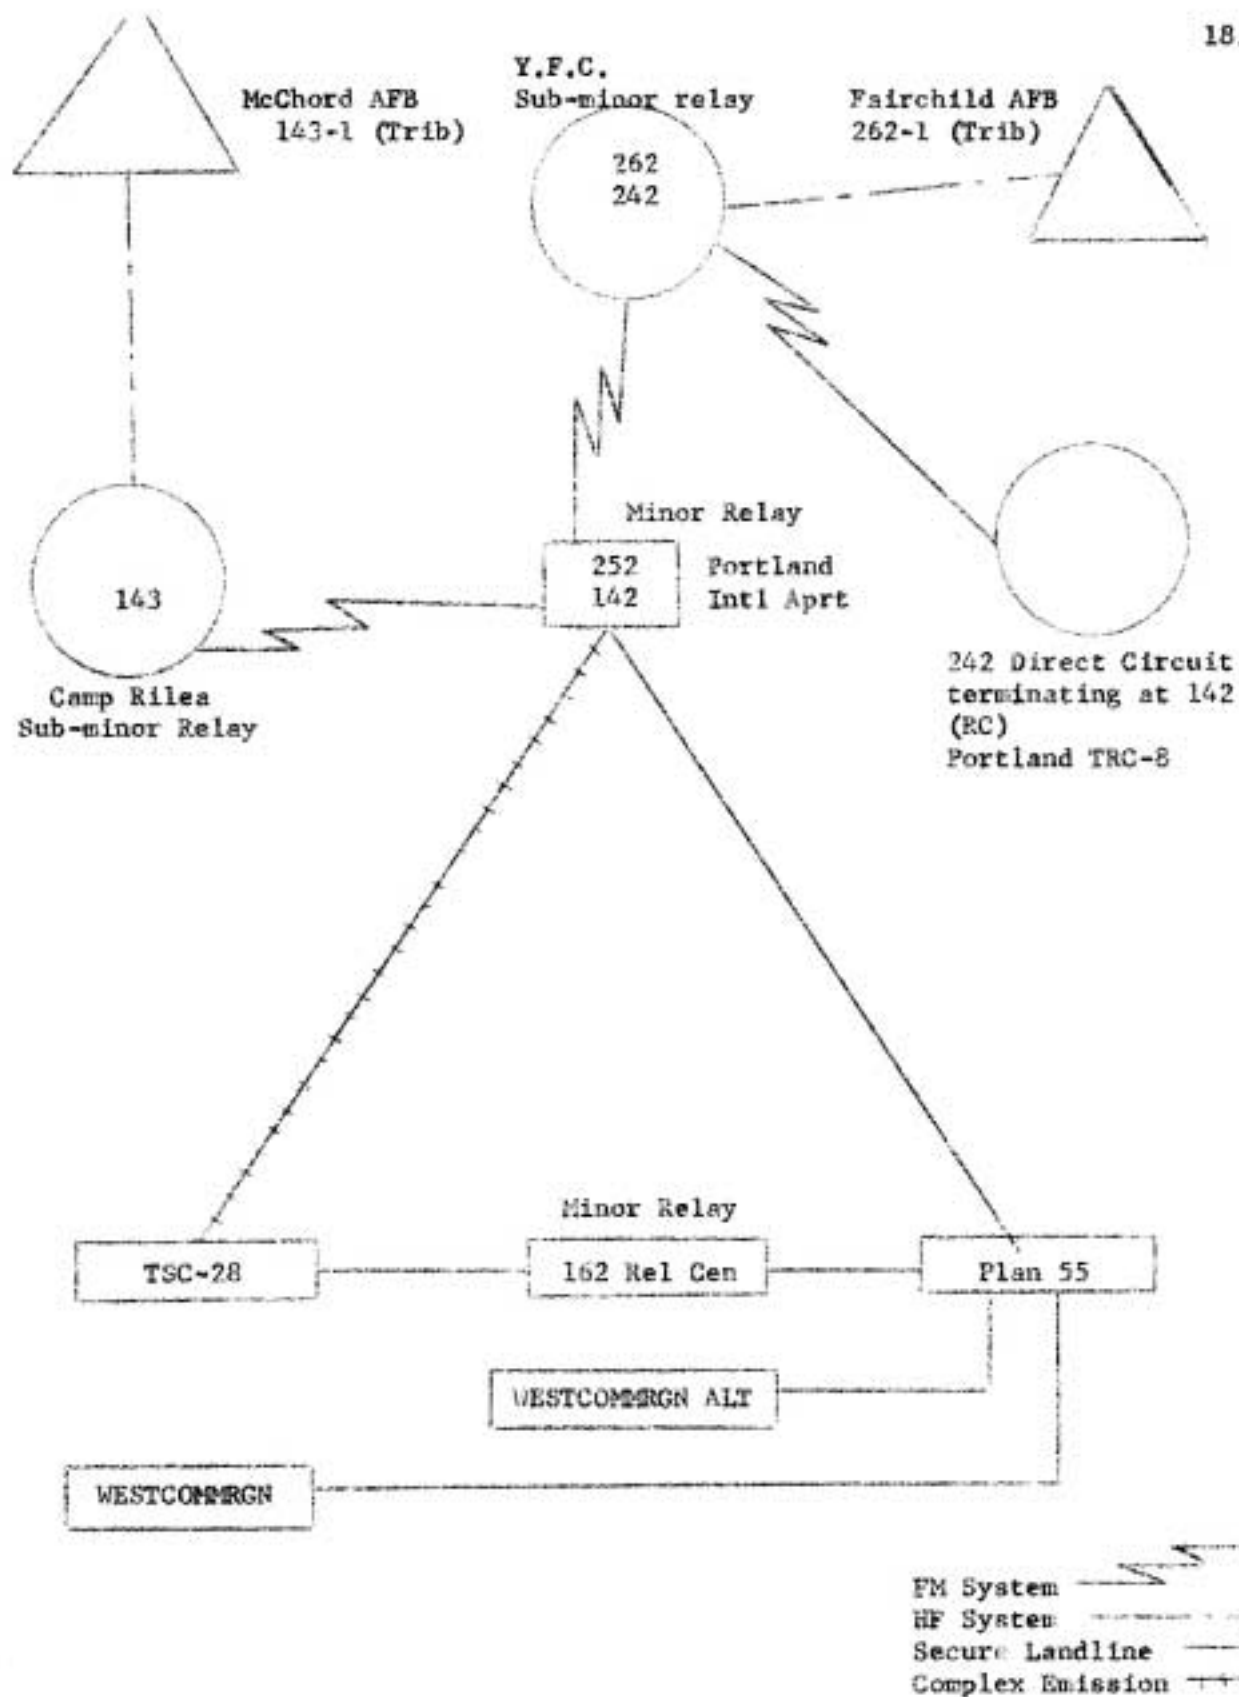 18.
McChord AFB
143-1 (Trib)
Y.F.C.
Sub-minor relay
262
242
Fairchild AFB
262-1 (Trib)
Minor Relay
252
142
Portland
Intl Aprt
143
Camp Rilea
Sub-minor Relay
242 Direct Circuit
terminating at 142
(RC)
Portland TRC-8
Minor Relay
TSC-28
162 Rel Cen
Plan 55
WESTCOMMRGN ALT
WESTCOMMRGN
FM System
HF System
Secure Landline
Complex Emission